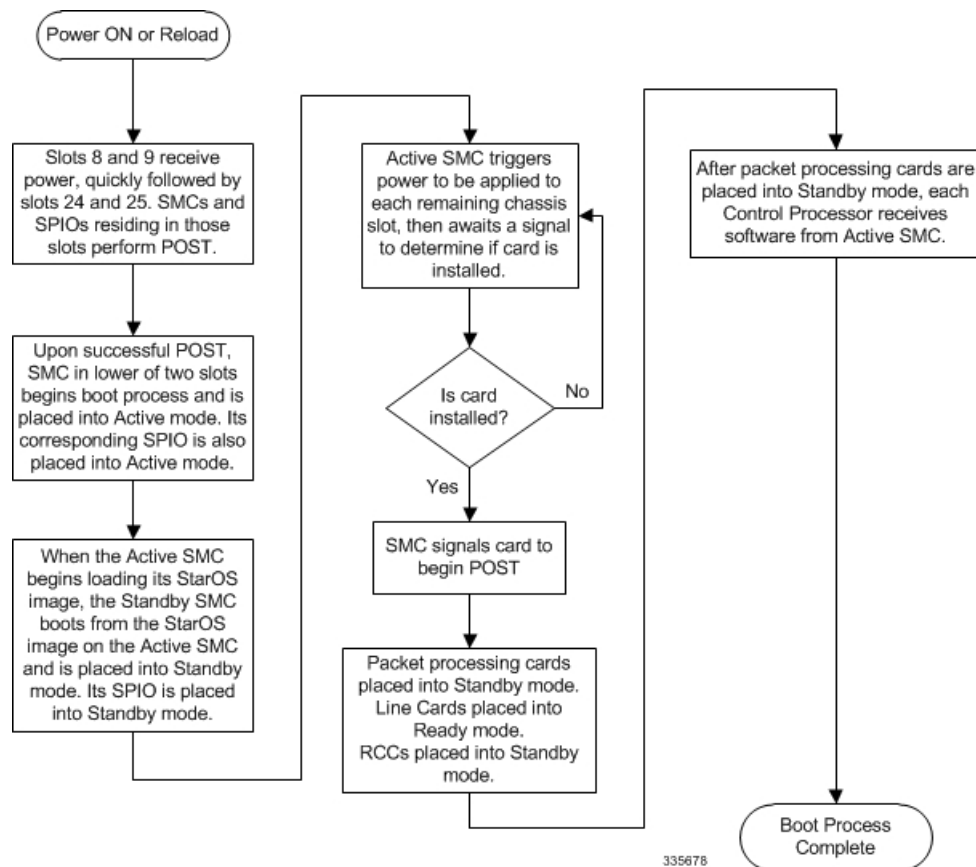 Power ON or Reload
Slots 8 and 9 receive
power, quickly followed by
slots 24 and 25. SMCs and
SPIOs residing in those
slots perform POST.
Upon successful POST,
SMC in lower of two slots
begins boot process and is
placed into Active mode. Its
corresponding SPIO is also
placed into Active mode.
When the Active SMC
begins loading its StarOS
image, the Standby SMC
boots from the StarOS
image on the Active SMC
and is placed into Standby
mode. Its SPIO is placed
into Standby mode.
Active SMC triggers
power to be applied to
each remaining chassis
slot, then awaits a signal
to determine if card is
installed.
Is card
installed?
No
Yes
SMC signals card to
begin POST
Packet processing cards
placed into Standby mode.
Line Cards placed into
Ready mode.
RCCs placed into Standby
mode.
After packet processing cards are
placed into Standby mode, each
Control Processor receives
software from Active SMC.
Boot Process
Complete
335678